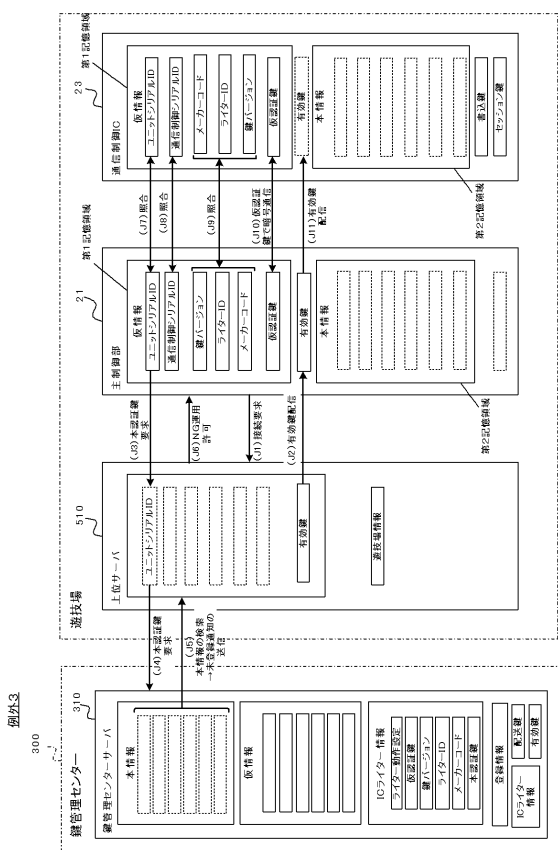 例外3
300
鍵管理センター
310
鍵管理センターサーバ
本情報
仮情報
ICライター情報
ライター動作設定
仮認証鍵
鍵バージョン
ライターID
メーカーコード
本認証鍵
登録情報
ICライター
情報
配送鍵
有効鍵
(J4)本認証鍵
要求
(J5)
本情報の検索
→未登録通知の
送信
遊技場
510
上位サーバ
ユニットシリアルID
有効鍵
遊技場情報
(J3)本認証鍵
要求
(J6)NG運用
許可
(J1)接続要求
(J2)有効鍵配信
21
第1記憶領域
主制御部
仮情報
ユニットシリアルID
通信制御シリアルID
鍵バージョン
ライターID
メーカーコード
仮認証鍵
有効鍵
本情報
第2記憶領域
(J7)照合
(J8)照合
(J9)照合
(J10)仮認証
鍵で暗号通信
(J11)有効鍵
配信
23
第1記憶領域
通信制御IC
仮情報
ユニットシリアルID
通信制御シリアルID
メーカーコード
ライターID
鍵バージョン
仮認証鍵
有効鍵
本情報
第2記憶領域
書込鍵
セッション鍵